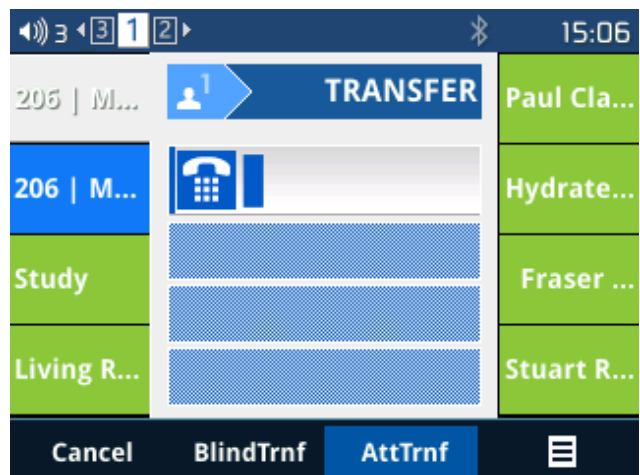 3 3 1 2 15:06
206 | M...
206 | M...
Study
Living R...
1 TRANSFER
Paul Cla...
Hydrate...
Fraser ...
Stuart R...
Cancel BlindTrnf AttTrnf